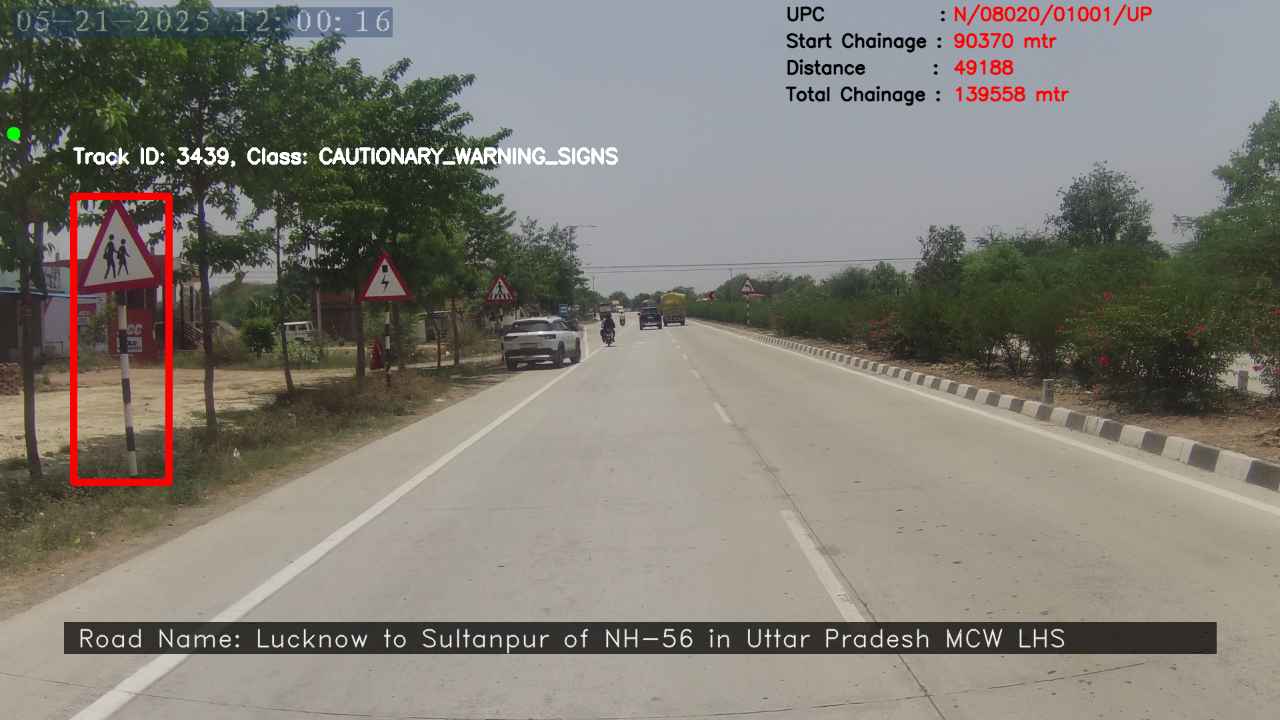 05-21-2025 12:00:16
UPC : N/08020/01001/UP
Start Chainage : 90370 mtr
Distance : 49188
Total Chainage : 139558 mtr
Track ID: 3439, Class: CAUTIONARY_WARNING_SIGNS
Road Name: Lucknow to Sultanpur of NH-56 in Uttar Pradesh MCW LHS